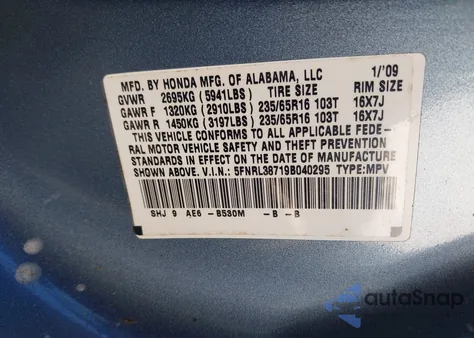 MFD. BY HONDA MFG. OF ALABAMA, LLC 1/'09
GVWR 2695KG (5941LBS) TIRE SIZE RIM SIZE
GAWR F 1320KG (2910LBS) 235/65R16 103T 16X7J
GAWR R 1450KG (3197LBS) 235/65R16 103T 16X7J
THIS VEHICLE CONFORMS TO ALL APPLICABLE FEDE-
RAL MOTOR VEHICLE SAFETY AND THEFT PREVENTION
STANDARDS IN EFFECT ON THE DATE OF MANUFACTURE
SHOWN ABOVE. V.I.N.: 5FNRL38719B040295 TYPE: MPV
SHJ 9 AE6 -B530M -B -B
autoSnap